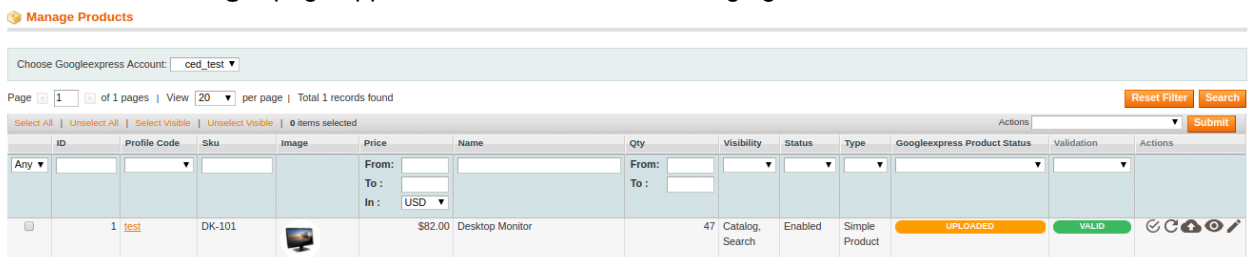 Manage Products
Choose Googleexpress Account: ced_test
Page 1 of 1 pages | View 20 per page | Total 1 records found Reset Filter Search
Select All | Unselect All | Select Visible | Unselect Visible | 0 items selected Actions Submit
ID Profile Code Sku Image Price Name Qty Visibility Status Type Googleexpress Product Status Validation Actions
Any From: From:
To : To :
In : USD
1 test DK-101 $82.00 Desktop Monitor 47 Catalog, Enabled Simple UPLOADED VALID
Search Product